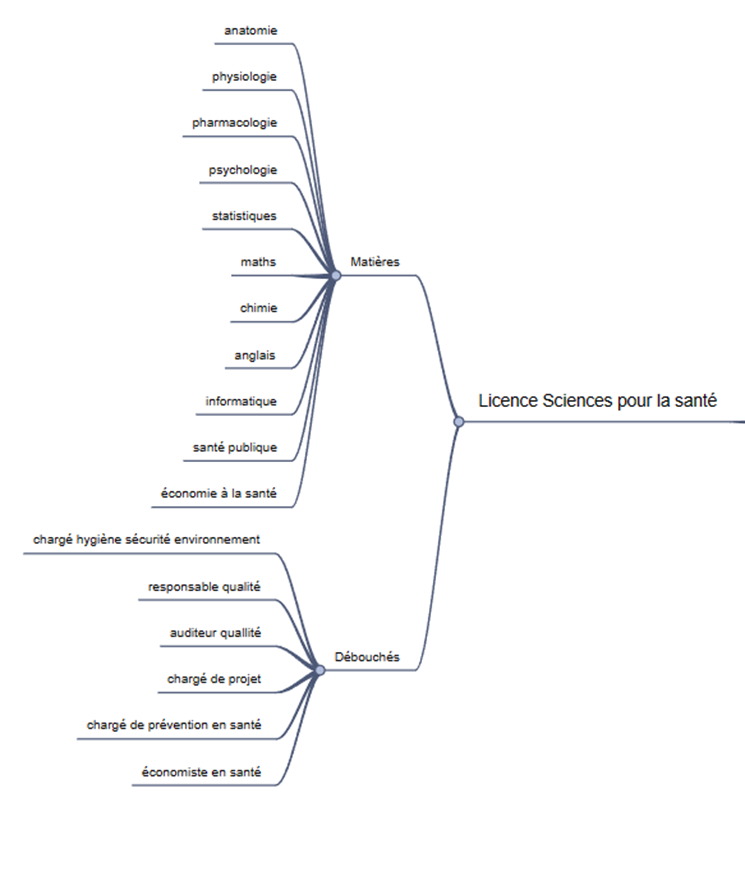 anatomie
physiologie
pharmacologie
psychologie
statistiques
maths
Matières
chimie
anglais
informatique
Licence Sciences pour la santé
santé publique
économie à la santé
chargé hygiène sécurité environnement
responsable qualité
auditeur quallité
Débouchés
chargé de projet
chargé de prévention en santé
économiste en santé